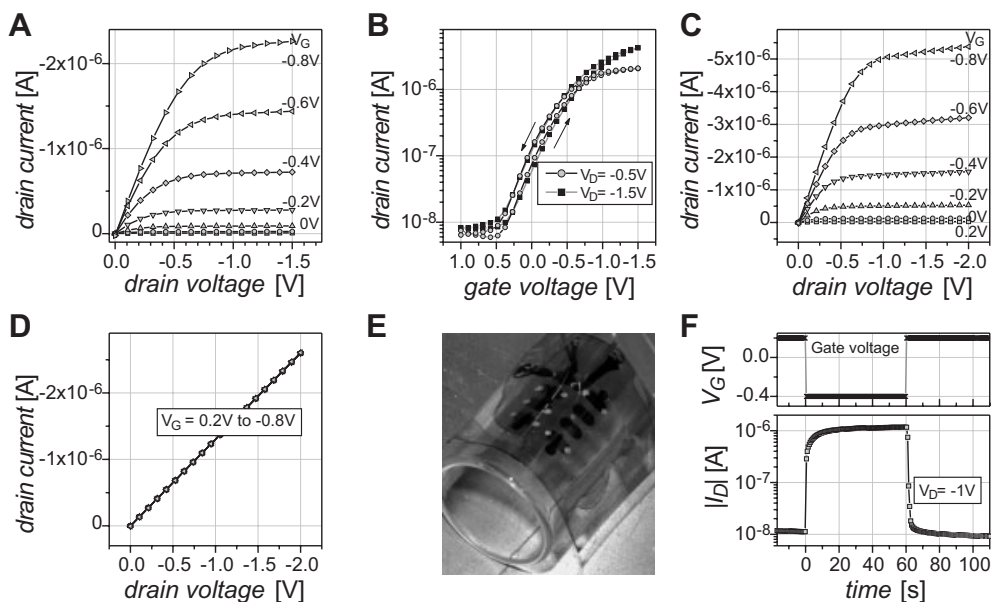 A
drain current [A]
-2x10⁻⁶
-1x10⁻⁶
0
V_G
-0.8V
-0.6V
-0.4V
-0.2V
0V
0.0 -0.5 -1.0 -1.5
drain voltage [V]
B
drain current [A]
10⁻⁶
10⁻⁷
10⁻⁸
V_D= -0.5V
V_D= -1.5V
1.0 0.5 0.0 -0.5 -1.0 -1.5
gate voltage [V]
C
drain current [A]
-5x10⁻⁶
-4x10⁻⁶
-3x10⁻⁶
-2x10⁻⁶
-1x10⁻⁶
0
V_G
-0.8V
-0.6V
-0.4V
-0.2V
0V
0.2V
0.0 -0.5 -1.0 -1.5 -2.0
drain voltage [V]
D
drain current [A]
-2x10⁻⁶
-1x10⁻⁶
0
V_G = 0.2V to -0.8V
0.0 -0.5 -1.0 -1.5 -2.0
drain voltage [V]
E
F
V_G [V]
0.0
-0.4
Gate voltage
|I_D| [A]
10⁻⁶
10⁻⁷
10⁻⁸
V_D= -1V
0 20 40 60 80 100
time [s]